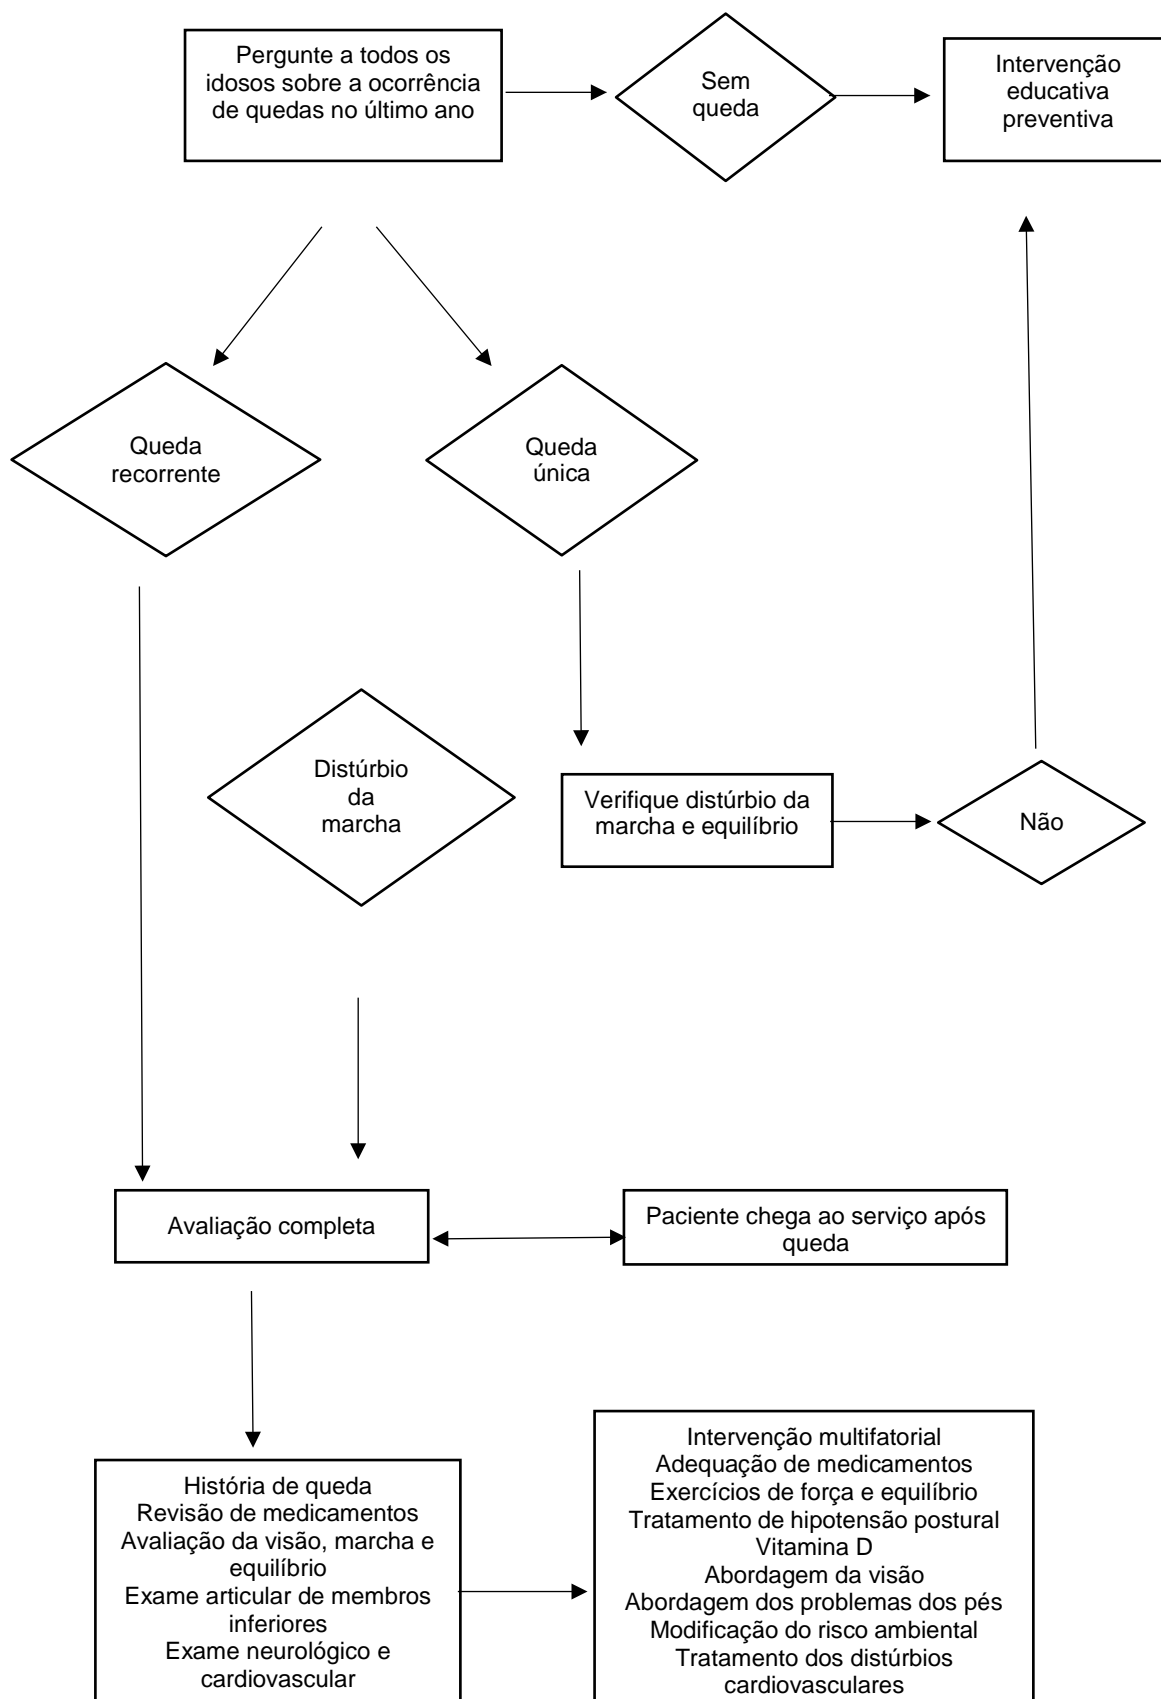 Pergunte a todos os
idosos sobre a ocorrência
de quedas no último ano
Sem
queda
Intervenção
educativa
preventiva
Queda
recorrente
Queda
única
Distúrbio
da
marcha
Verifique distúrbio da
marcha e equilíbrio
Não
Avaliação completa
Paciente chega ao serviço após
queda
História de queda
Revisão de medicamentos
Avaliação da visão, marcha e
equilíbrio
Exame articular de membros
inferiores
Exame neurológico e
cardiovascular
Intervenção multifatorial
Adequação de medicamentos
Exercícios de força e equilíbrio
Tratamento de hipotensão postural
Vitamina D
Abordagem da visão
Abordagem dos problemas dos pés
Modificação do risco ambiental
Tratamento dos distúrbios
cardiovasculares